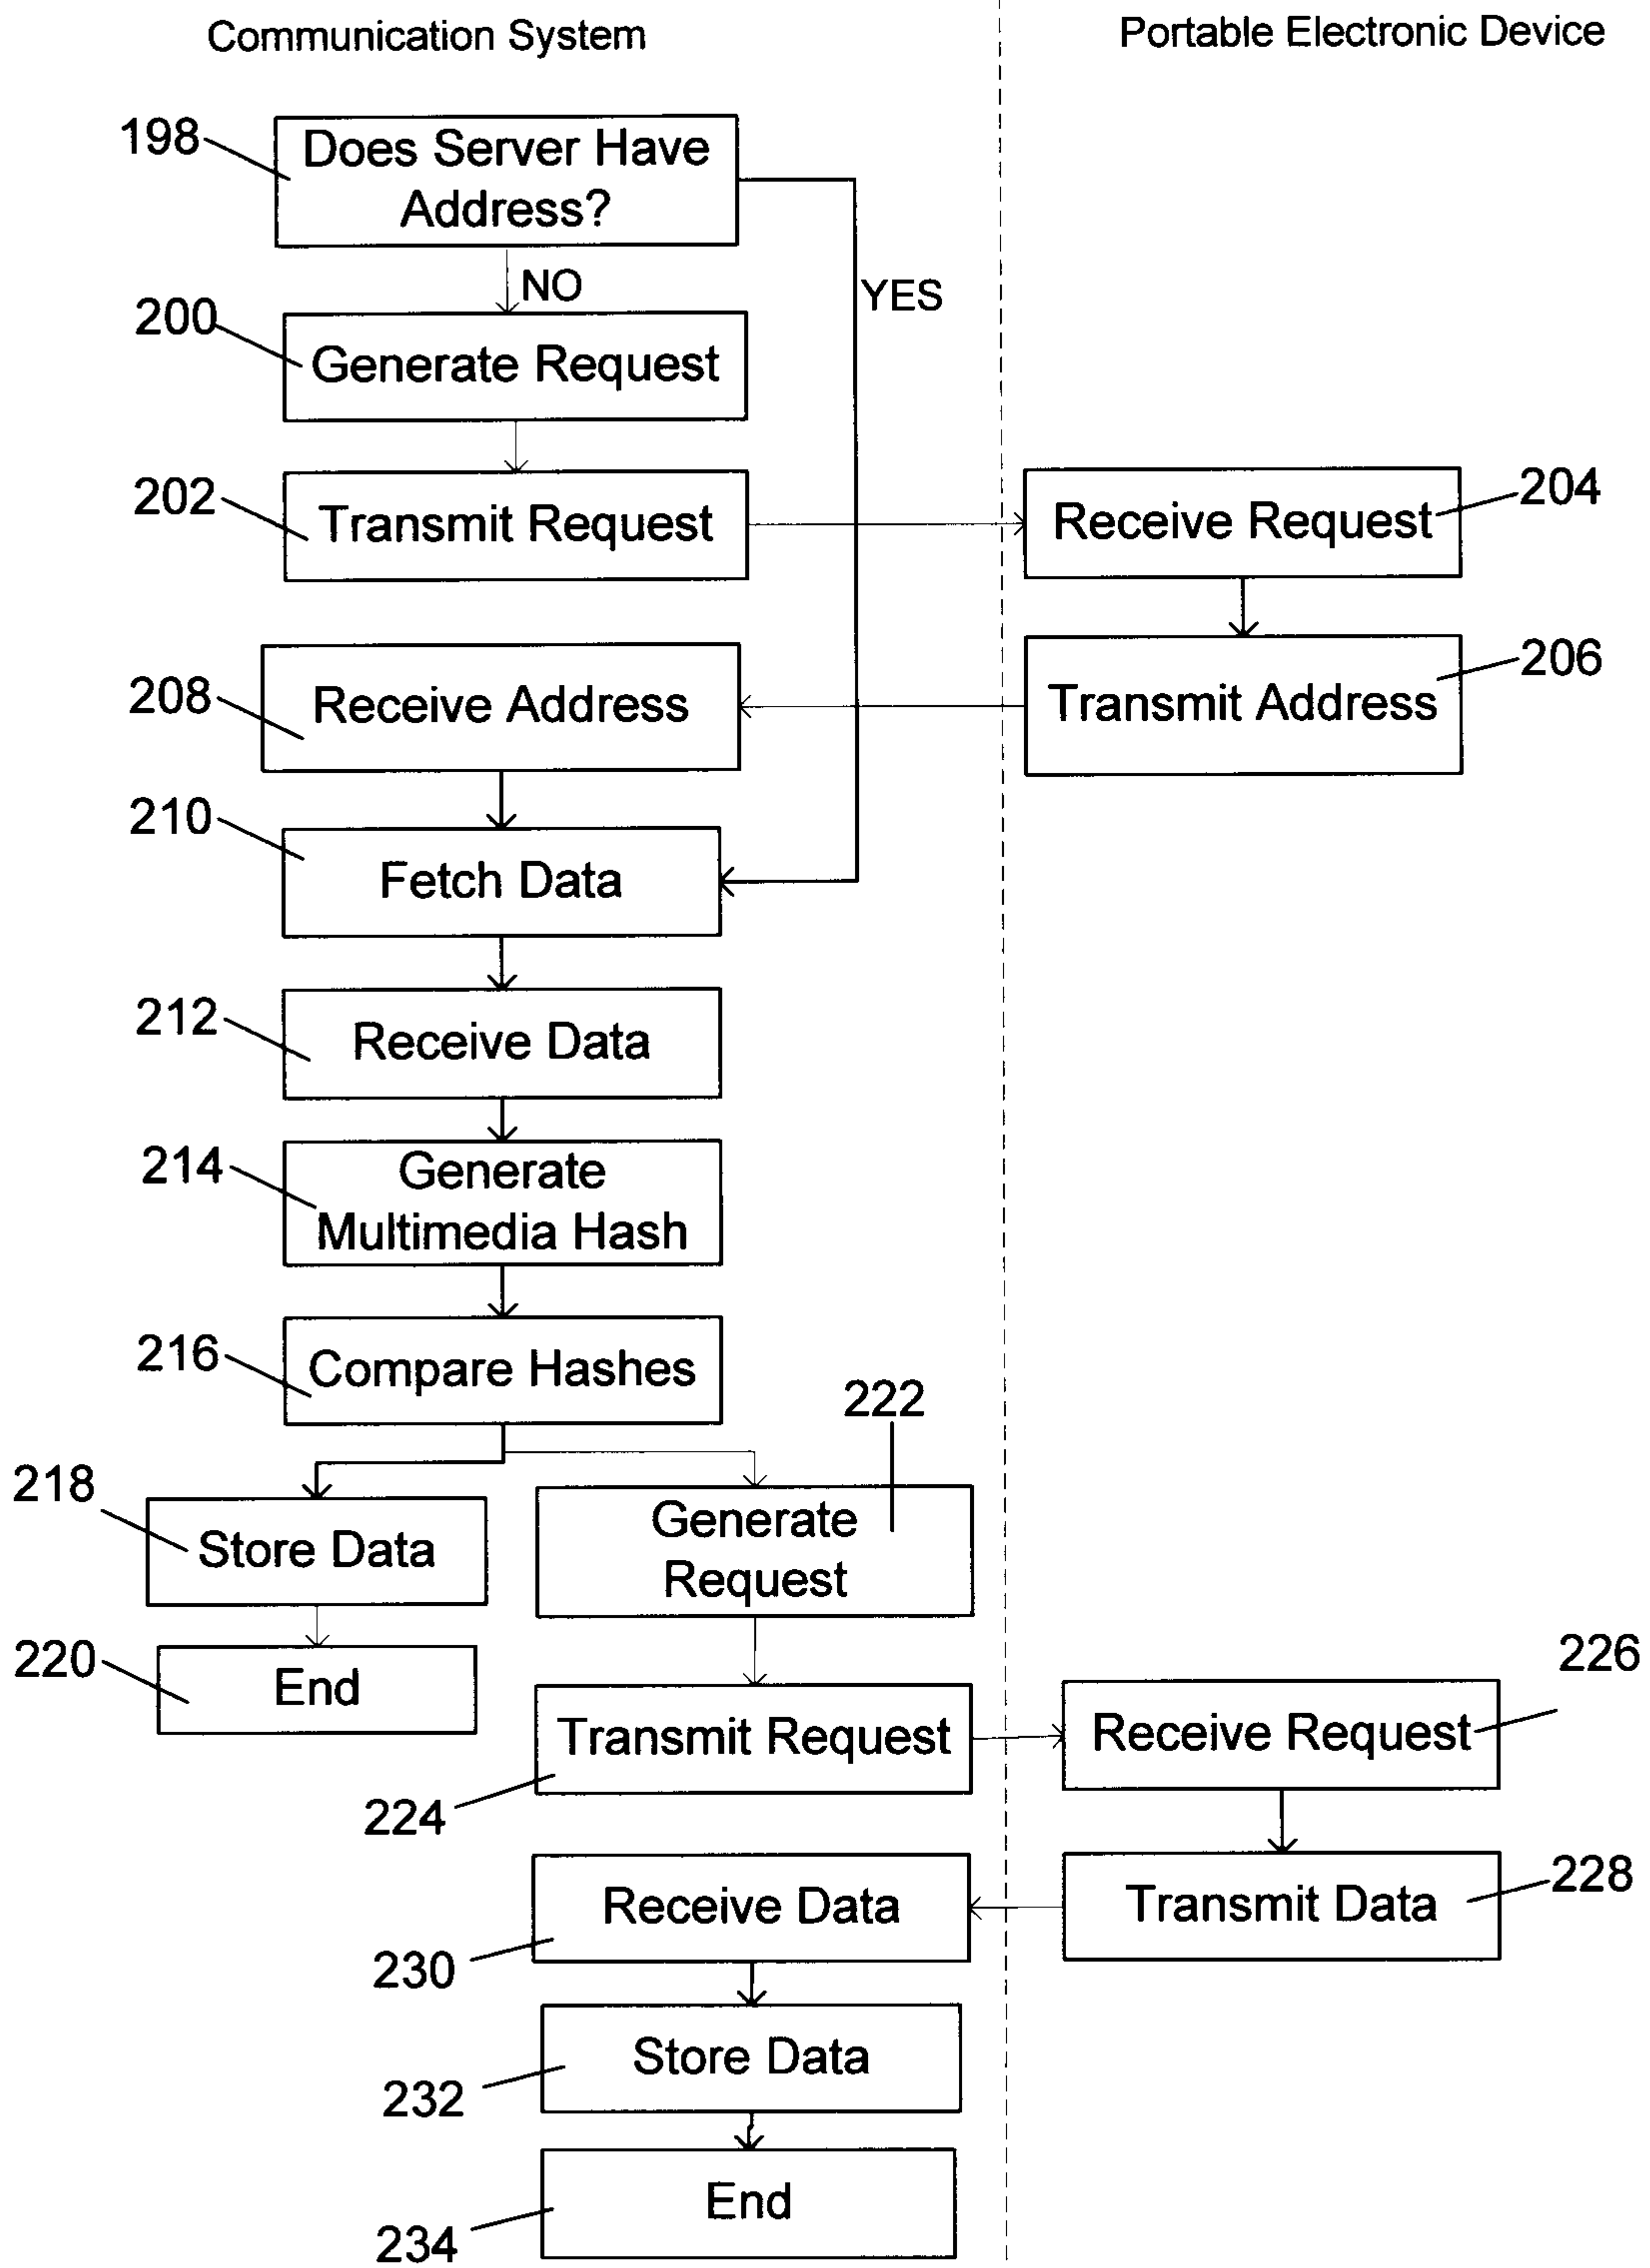 Communication System
Portable Electronic Device
198
Does Server Have
Address?
NO
YES
200
Generate Request
202
Transmit Request
Receive Request
204
Transmit Address
206
208
Receive Address
210
Fetch Data
212
Receive Data
214
Generate
Multimedia Hash
216
Compare Hashes
222
218
Store Data
Generate
Request
220
End
226
Transmit Request
Receive Request
224
Receive Data
Transmit Data
228
230
Store Data
232
End
234